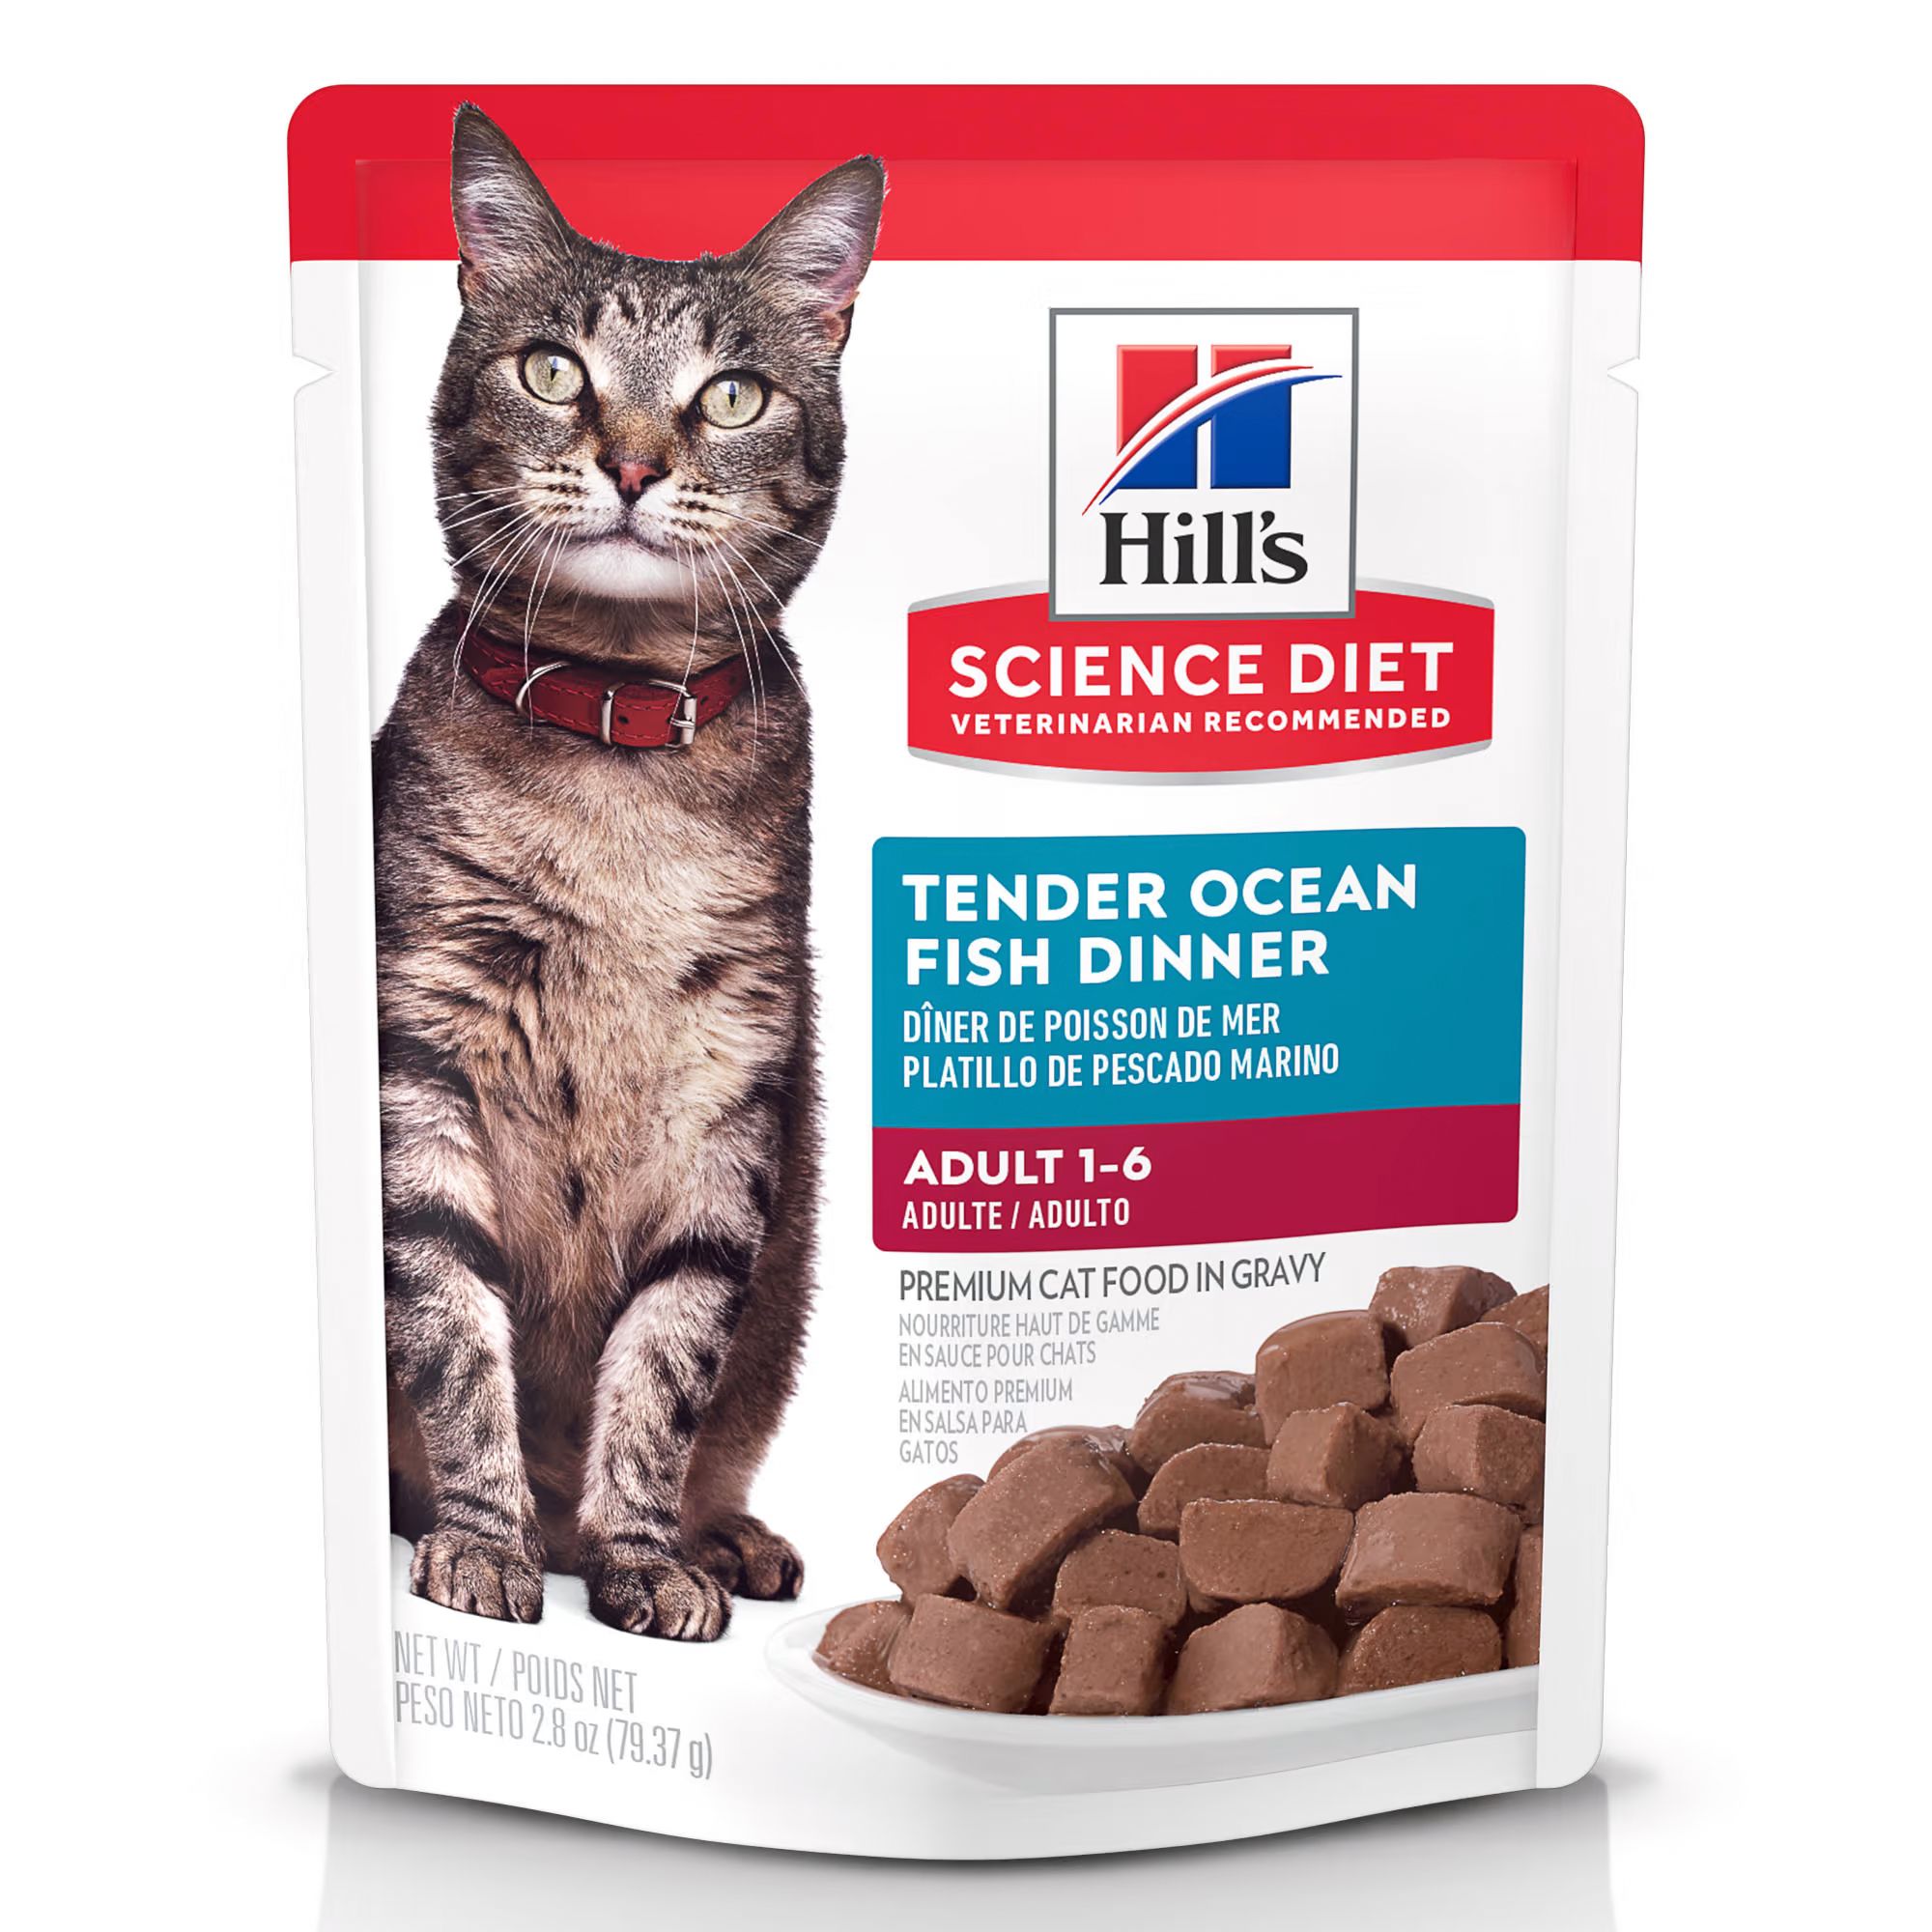 Hill's
SCIENCE DIET
VETERINARIAN RECOMMENDED
TENDER OCEAN
FISH DINNER
DÎNER DE POISSON DE MER
PLATILLO DE PESCADO MARINO
ADULT 1-6
ADULTE / ADULTO
PREMIUM CAT FOOD IN GRAVY
NOURRITURE HAUT DE GAMME
EN SAUCE POUR CHATS
ALIMENTO PREMIUM
EN SALSA PARA
GATOS
NET WT / POIDS NET
PESO NETO 2.8 oz (79.37 g)